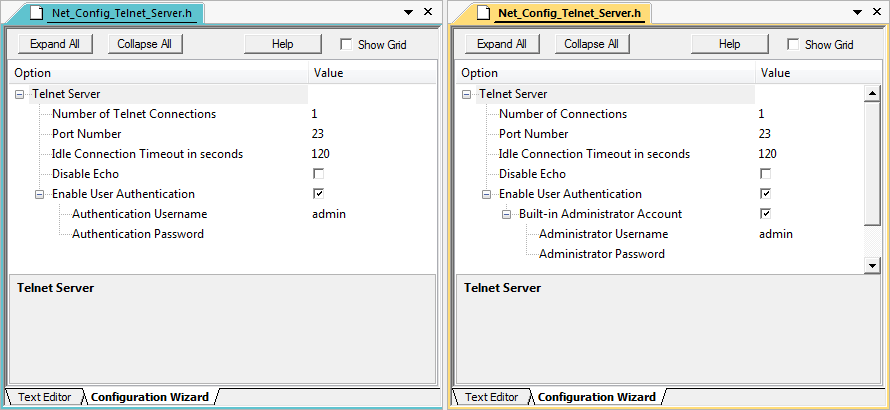 Net_Config_Telnet_Server.h
Expand All Collapse All Help Show Grid
Option Value
Telnet Server
Number of Telnet Connections 1
Port Number 23
Idle Connection Timeout in seconds 120
Disable Echo
Enable User Authentication
Authentication Username admin
Authentication Password
Telnet Server
Text Editor Configuration Wizard
Net_Config_Telnet_Server.h
Expand All Collapse All Help Show Grid
Option Value
Telnet Server
Number of Connections 1
Port Number 23
Idle Connection Timeout in seconds 120
Disable Echo
Enable User Authentication
Built-in Administrator Account
Administrator Username admin
Administrator Password
Telnet Server
Text Editor Configuration Wizard